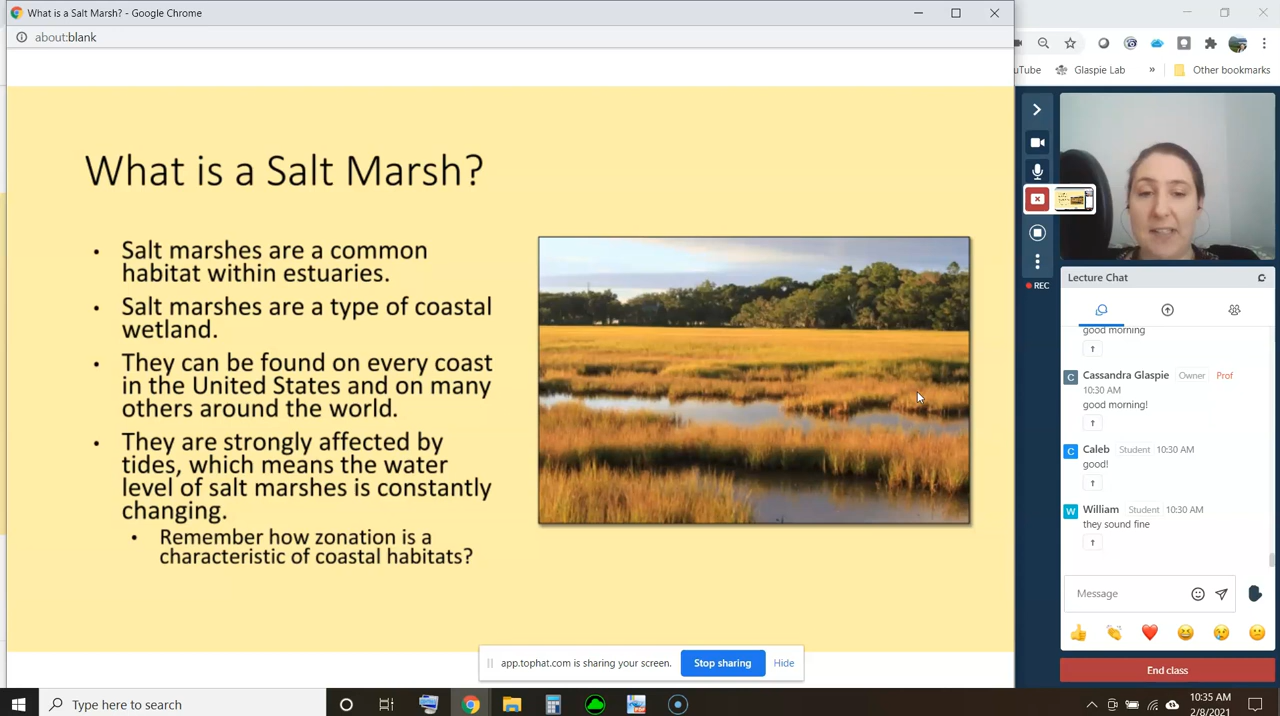 What is a Salt Marsh? - Google Chrome
about:blank
uTube
Glaspie Lab
»
Other bookmarks
What is a Salt Marsh?
• Salt marshes are a common
habitat within estuaries.
• Salt marshes are a type of coastal
wetland.
• They can be found on every coast
in the United States and on many
others around the world.
• They are strongly affected by
tides, which means the water
level of salt marshes is constantly
changing.
• Remember how zonation is a
characteristic of coastal habitats?
REC
Lecture Chat
good morning
C Cassandra Glaspie Owner Prof
10:30 AM
good morning!
C Caleb Student 10:30 AM
good!
W William Student 10:30 AM
they sound fine
Message
End class
app.tophat.com is sharing your screen. Stop sharing Hide
Type here to search
10:35 AM
2/8/2021